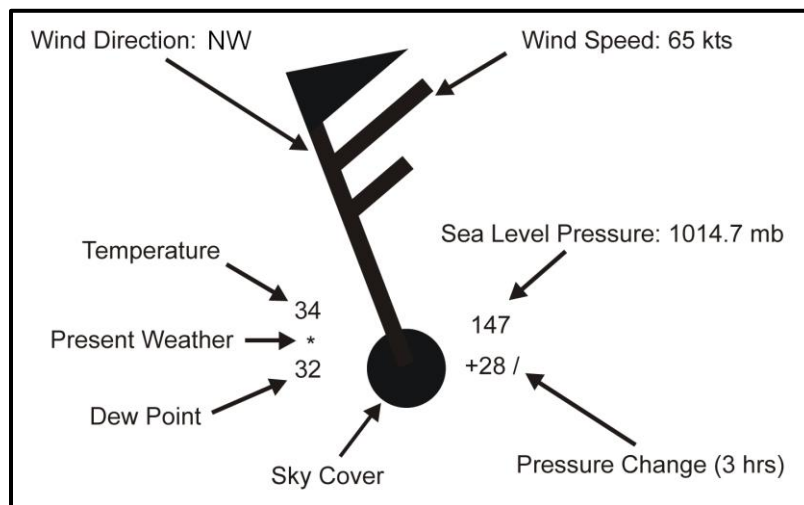 Wind Direction: NW
Wind Speed: 65 kts
Sea Level Pressure: 1014.7 mb
Temperature
34
147
Present Weather
*
32
+28 /
Dew Point
Sky Cover
Pressure Change (3 hrs)